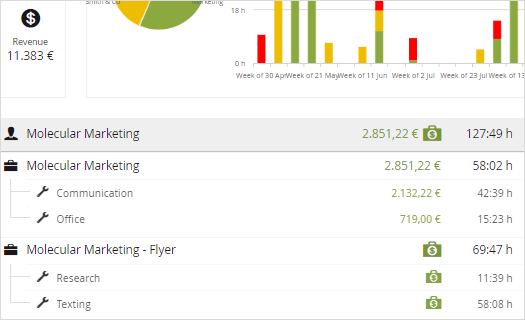 Smith & Co
Marketing
Revenue
11.383 €
18 h
0 h
Week of 30 Apr
Week of 21 May
Week of 11 Jun
Week of 2 Jul
Week of 23 Jul
Week of 13
Molecular Marketing 2.851,22 € 127:49 h
Molecular Marketing 2.851,22 € 58:02 h
Communication 2.132,22 € 42:39 h
Office 719,00 € 15:23 h
Molecular Marketing - Flyer 69:47 h
Research 11:39 h
Texting 58:08 h